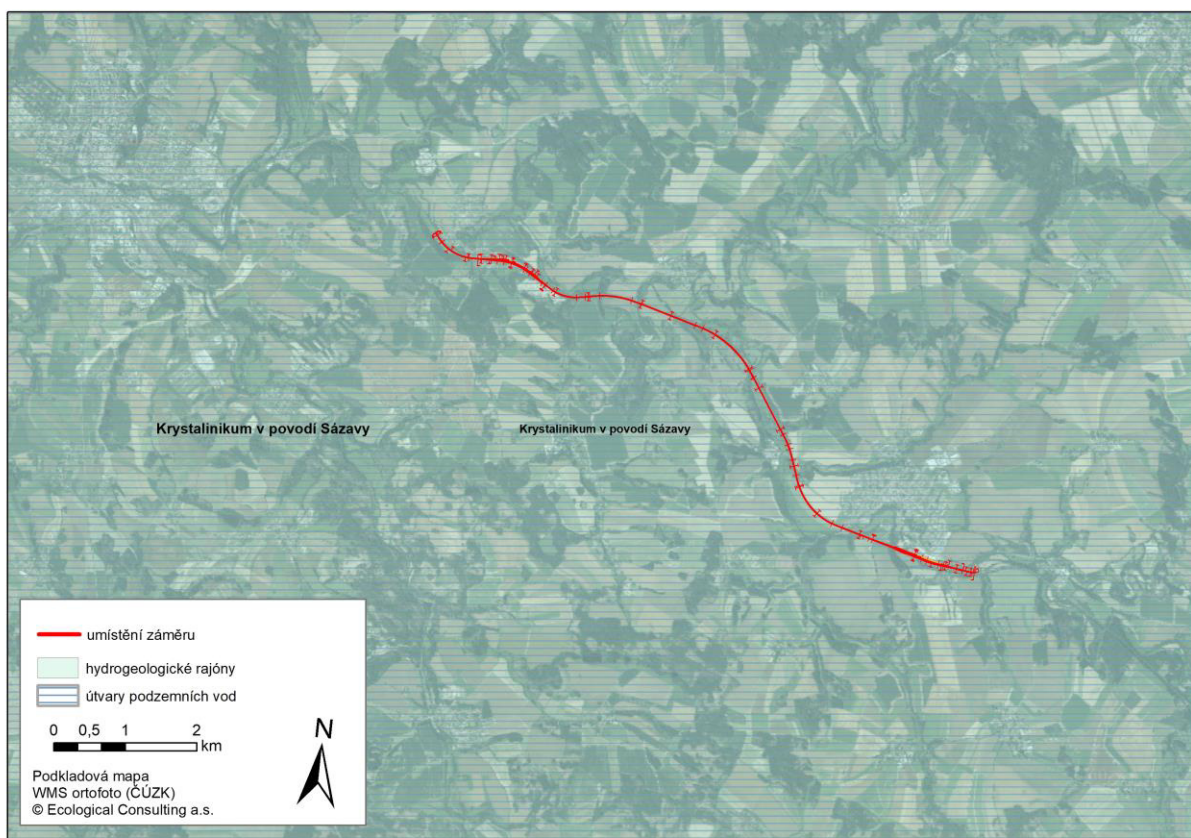 Krystalinikum v povodí Sázavy
Krystalinikum v povodí Sázavy
umístění záměru
hydrogeologické rajóny
útvary podzemních vod
0 0,5 1 2
km
N
Podkladová mapa
WMS ortofoto (ČÚZK)
© Ecological Consulting a.s.